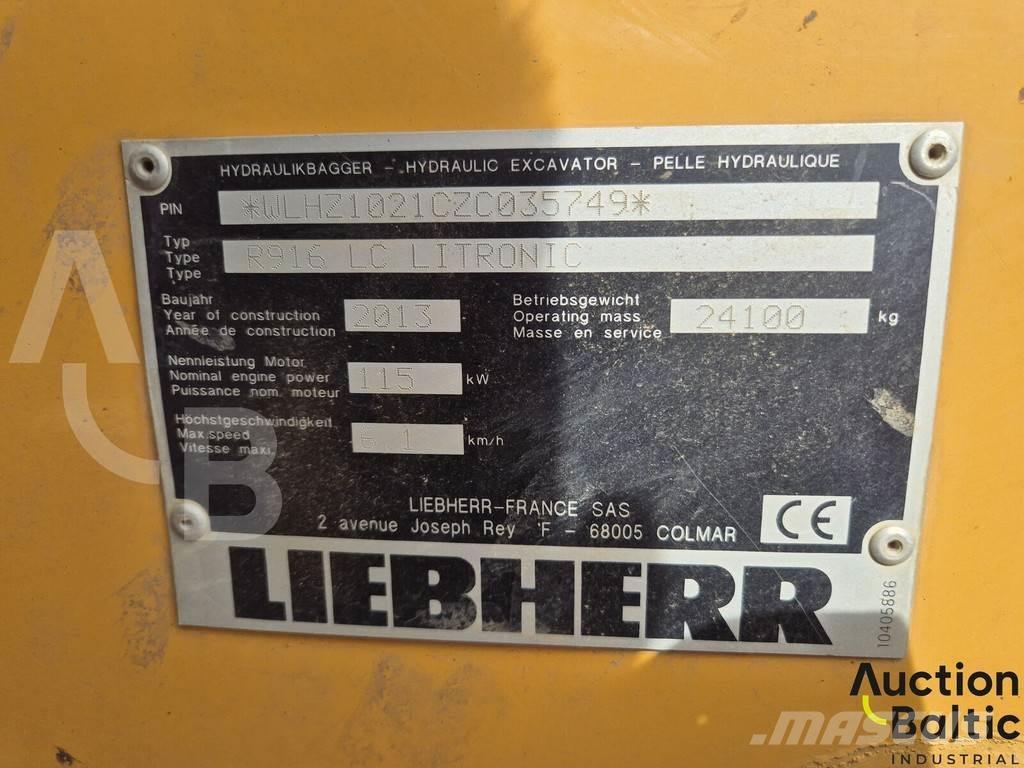 HYDRAULIKBAGGER - HYDRAULIC EXCAVATOR - PELLE HYDRAULIQUE
PIN *WLHZ1021CZC035749*
Typ
Type R916 LC LITRONIC
Type
Baujahr
Year of construction 2013
Année de construction
Betriebsgewicht
Operating mass 24100 kg
Masse en service
Nennleistung Motor
Nominal engine power 115 kW
Puissance nom. moteur
Höchstgeschwindigkeit
Max.speed 1 km/h
Vitesse maxi.
LIEBHERR-FRANCE SAS
2 avenue Joseph Rey F - 68005 COLMAR
CE
LIEBHERR
10405886
AB
Auction
Baltic
INDUSTRIAL